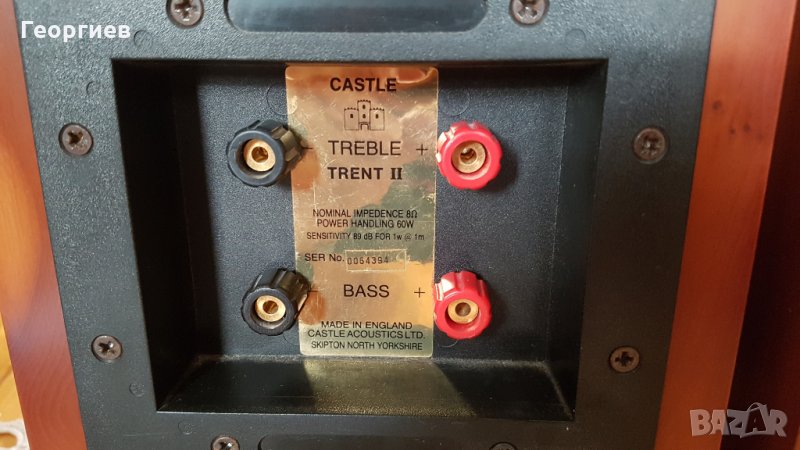 Георгиев
CASTLE
- TREBLE +
TRENT II
NOMINAL IMPEDENCE 8Ω
POWER HANDLING 60W
SENSITIVITY 89 dB FOR 1w @ 1m
SER No. 0054394
- BASS +
MADE IN ENGLAND
CASTLE ACOUSTICS LTD.
SKIPTON NORTH YORKSHIRE
BAZAR